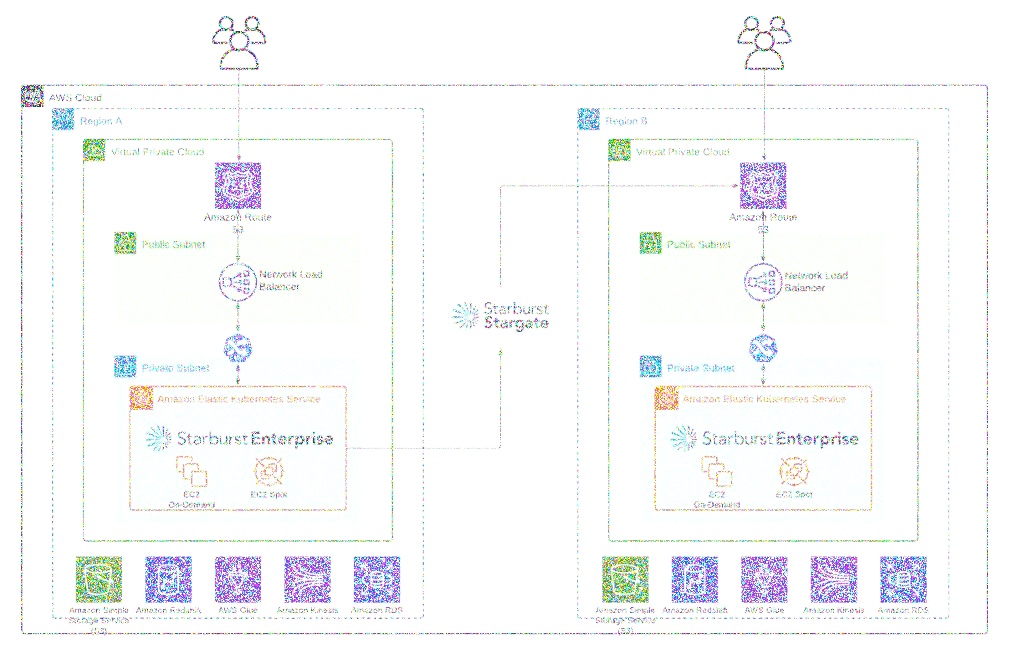 AWS Cloud
Region A
Virtual Private Cloud
Amazon Route
53
Public Subnet
Network Load
Balancer
Private Subnet
Amazon Elastic Kubernetes Service
Starburst Enterprise
EC2
On-Demand
EC2 Spot
Amazon Simple
Storage Service
(S3)
Amazon Redshift
AWS Glue
Amazon Kinesis
Amazon RDS
Starburst
Stargate
Region B
Virtual Private Cloud
Amazon Route
53
Public Subnet
Network Load
Balancer
Private Subnet
Amazon Elastic Kubernetes Service
Starburst Enterprise
EC2
On-Demand
EC2 Spot
Amazon Simple
Storage Service
(S3)
Amazon Redshift
AWS Glue
Amazon Kinesis
Amazon RDS